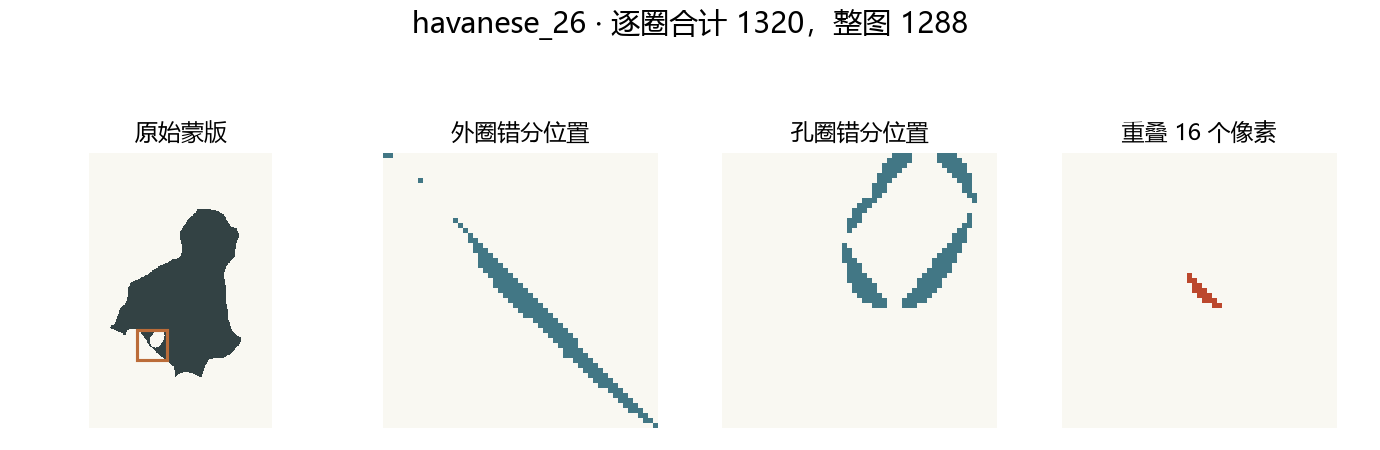 havanese_26 · 逐圈合计 1320，整图 1288
原始蒙版
外圈错分位置
孔圈错分位置
重叠 16 个像素